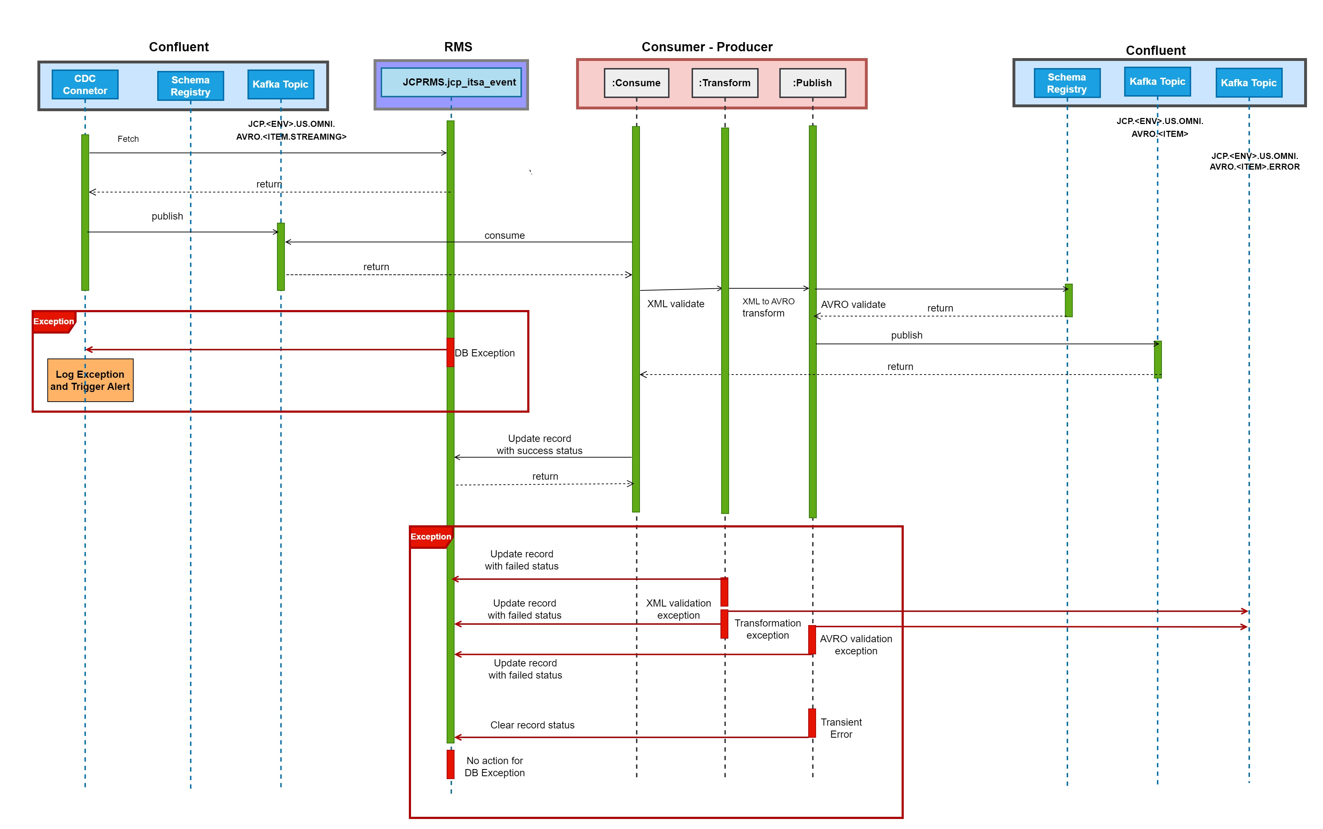 Confluent
RMS
Consumer - Producer
Confluent
CDC
Connetor
Schema
Registry
Kafka Topic
JCPRMS.jcp_itsa_event
:Consume
:Transform
:Publish
Schema
Registry
Kafka Topic
Kafka Topic
JCP.<ENV>.US.OMNI.
AVRO.<ITEM.STREAMING>
JCP.<ENV>.US.OMNI.
AVRO.<ITEM>
JCP.<ENV>.US.OMNI.
AVRO.<ITEM>.ERROR
Fetch
return
publish
consume
return
XML validate
XML to AVRO
transform
AVRO validate
return
publish
return
Exception
DB Exception
Log Exception
and Trigger Alert
Update record
with success status
return
Exception
Update record
with failed status
Update record
with failed status
XML validation
exception
Transformation
exception
AVRO validation
exception
Update record
with failed status
Clear record status
Transient
Error
No action for
DB Exception